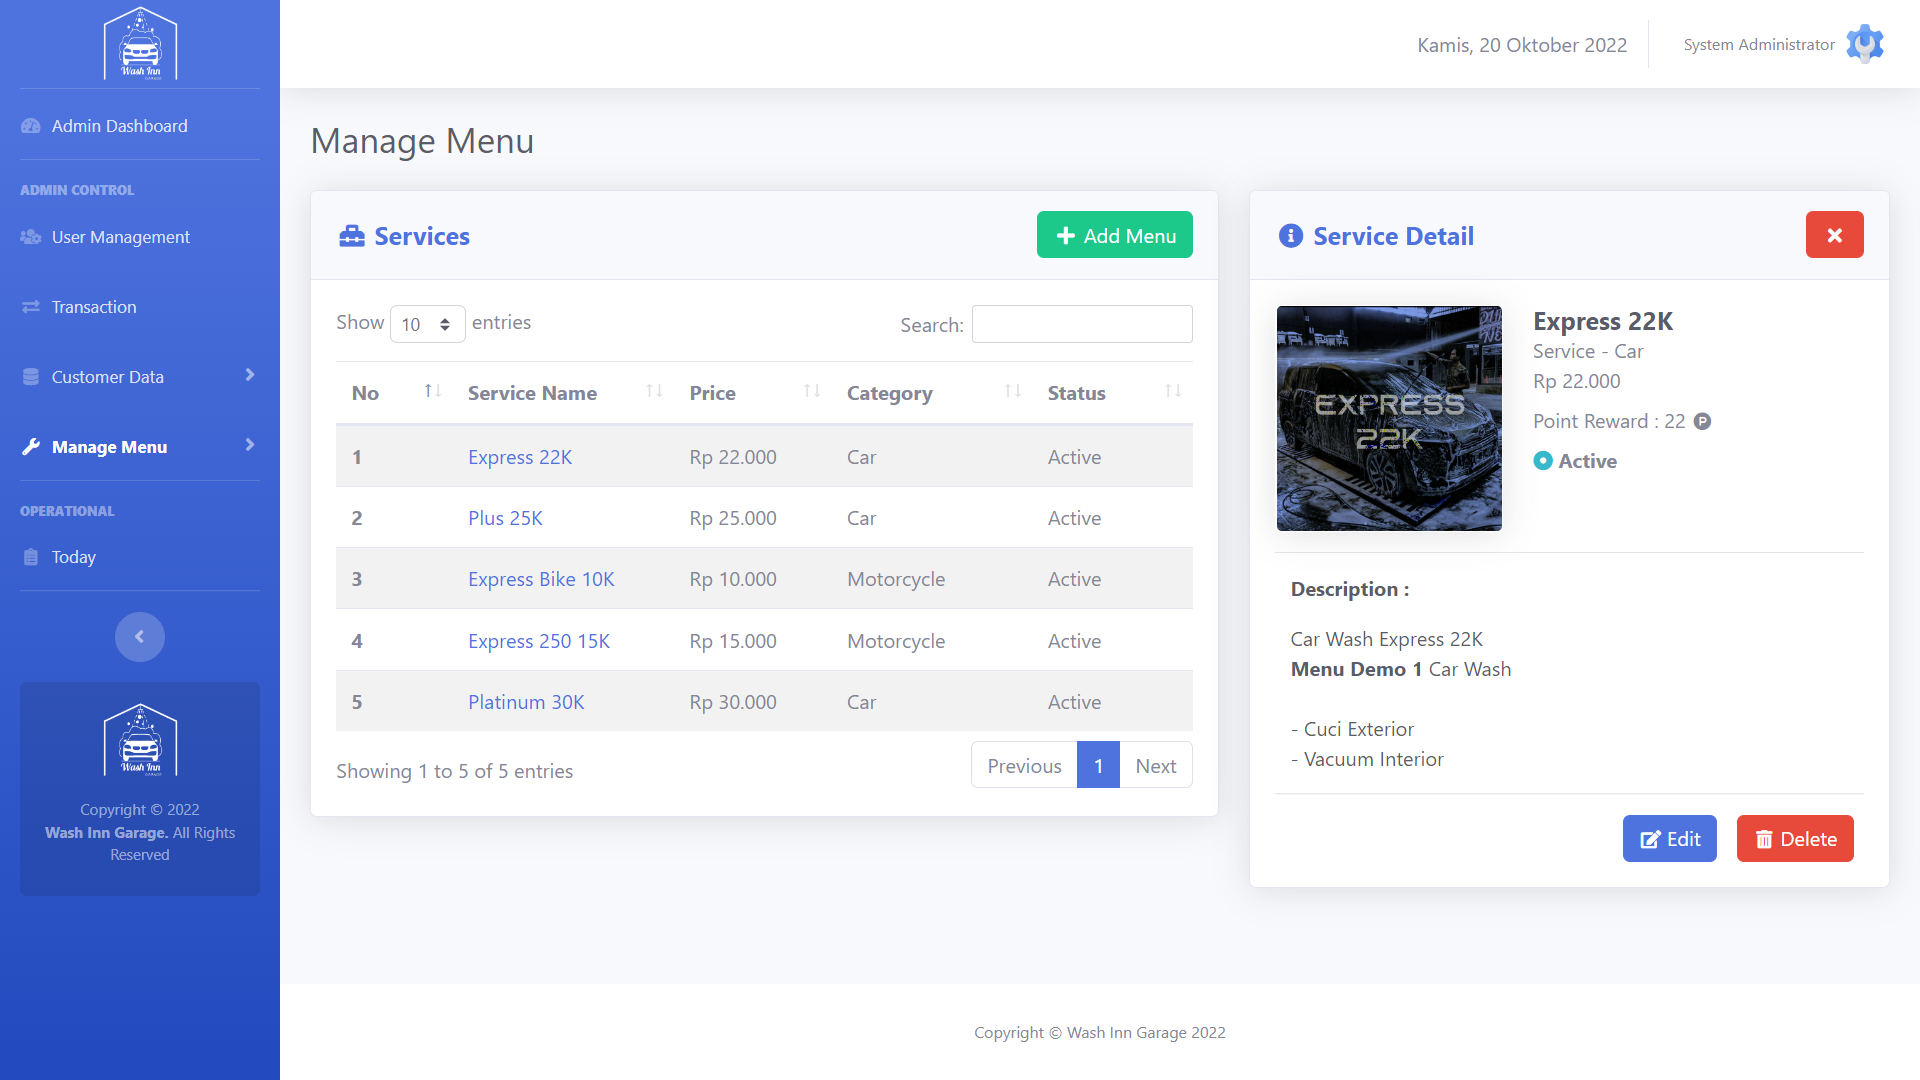 Wash Inn
GARAGE
Admin Dashboard
ADMIN CONTROL
User Management
Transaction
Customer Data
Manage Menu
OPERATIONAL
Today
Wash Inn
GARAGE
Copyright © 2022
Wash Inn Garage. All Rights
Reserved
Kamis, 20 Oktober 2022
System Administrator
Manage Menu
Services
Add Menu
Show 10 entries
Search:
No Service Name Price Category Status
1 Express 22K Rp 22.000 Car Active
2 Plus 25K Rp 25.000 Car Active
3 Express Bike 10K Rp 10.000 Motorcycle Active
4 Express 250 15K Rp 15.000 Motorcycle Active
5 Platinum 30K Rp 30.000 Car Active
Showing 1 to 5 of 5 entries
Previous 1 Next
Service Detail
EXPRESS
22K
Express 22K
Service - Car
Rp 22.000
Point Reward : 22 P
Active
Description :
Car Wash Express 22K
Menu Demo 1 Car Wash
- Cuci Exterior
- Vacuum Interior
Edit
Delete
Copyright © Wash Inn Garage 2022